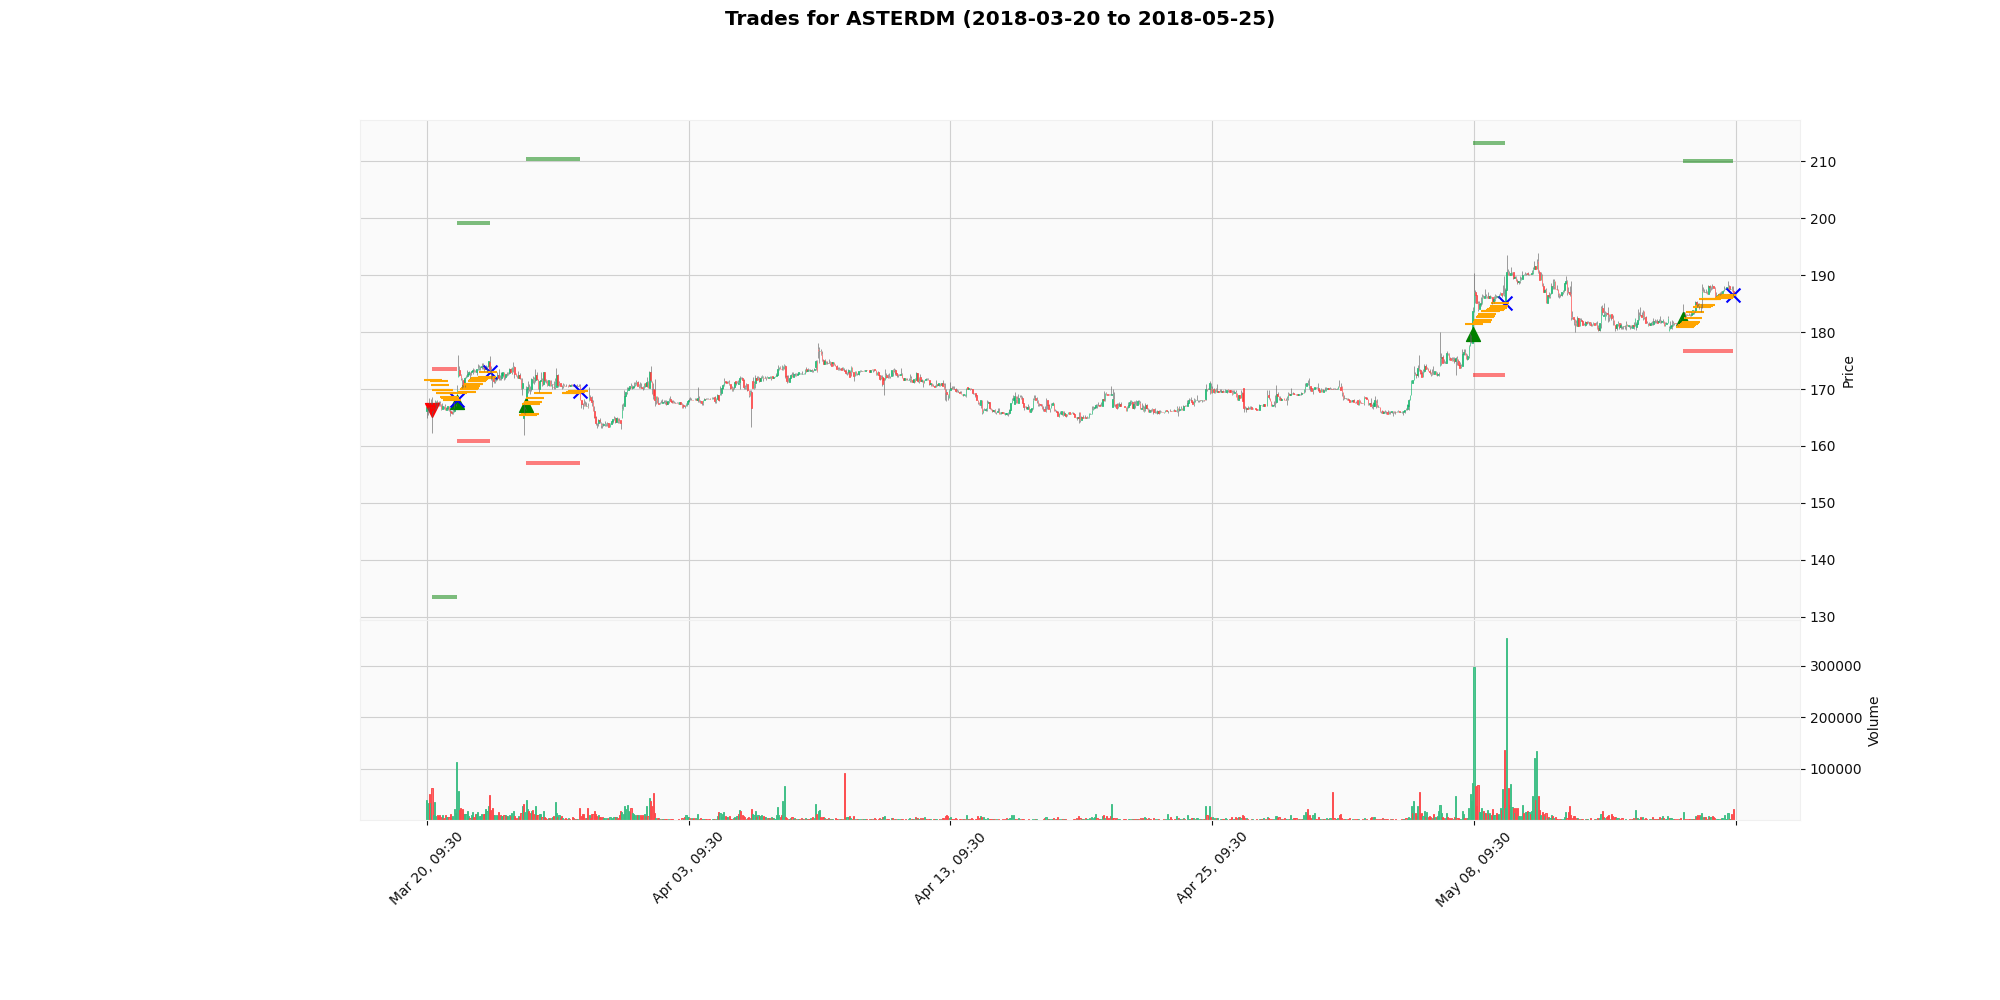 Trades for ASTERDM (2018-03-20 to 2018-05-25)
210
200
190
180
170
160
150
140
130
Price
300000
200000
100000
Volume
Mar 20, 09:30
Apr 03, 09:30
Apr 13, 09:30
Apr 25, 09:30
May 08, 09:30